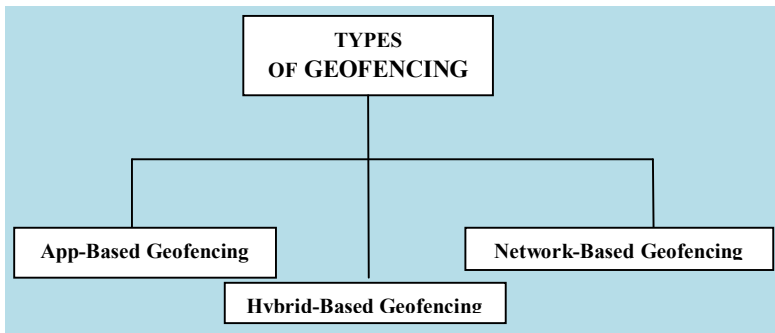 TYPES
OF GEOFENCING
App-Based Geofencing
Network-Based Geofencing
Hybrid-Based Geofencing